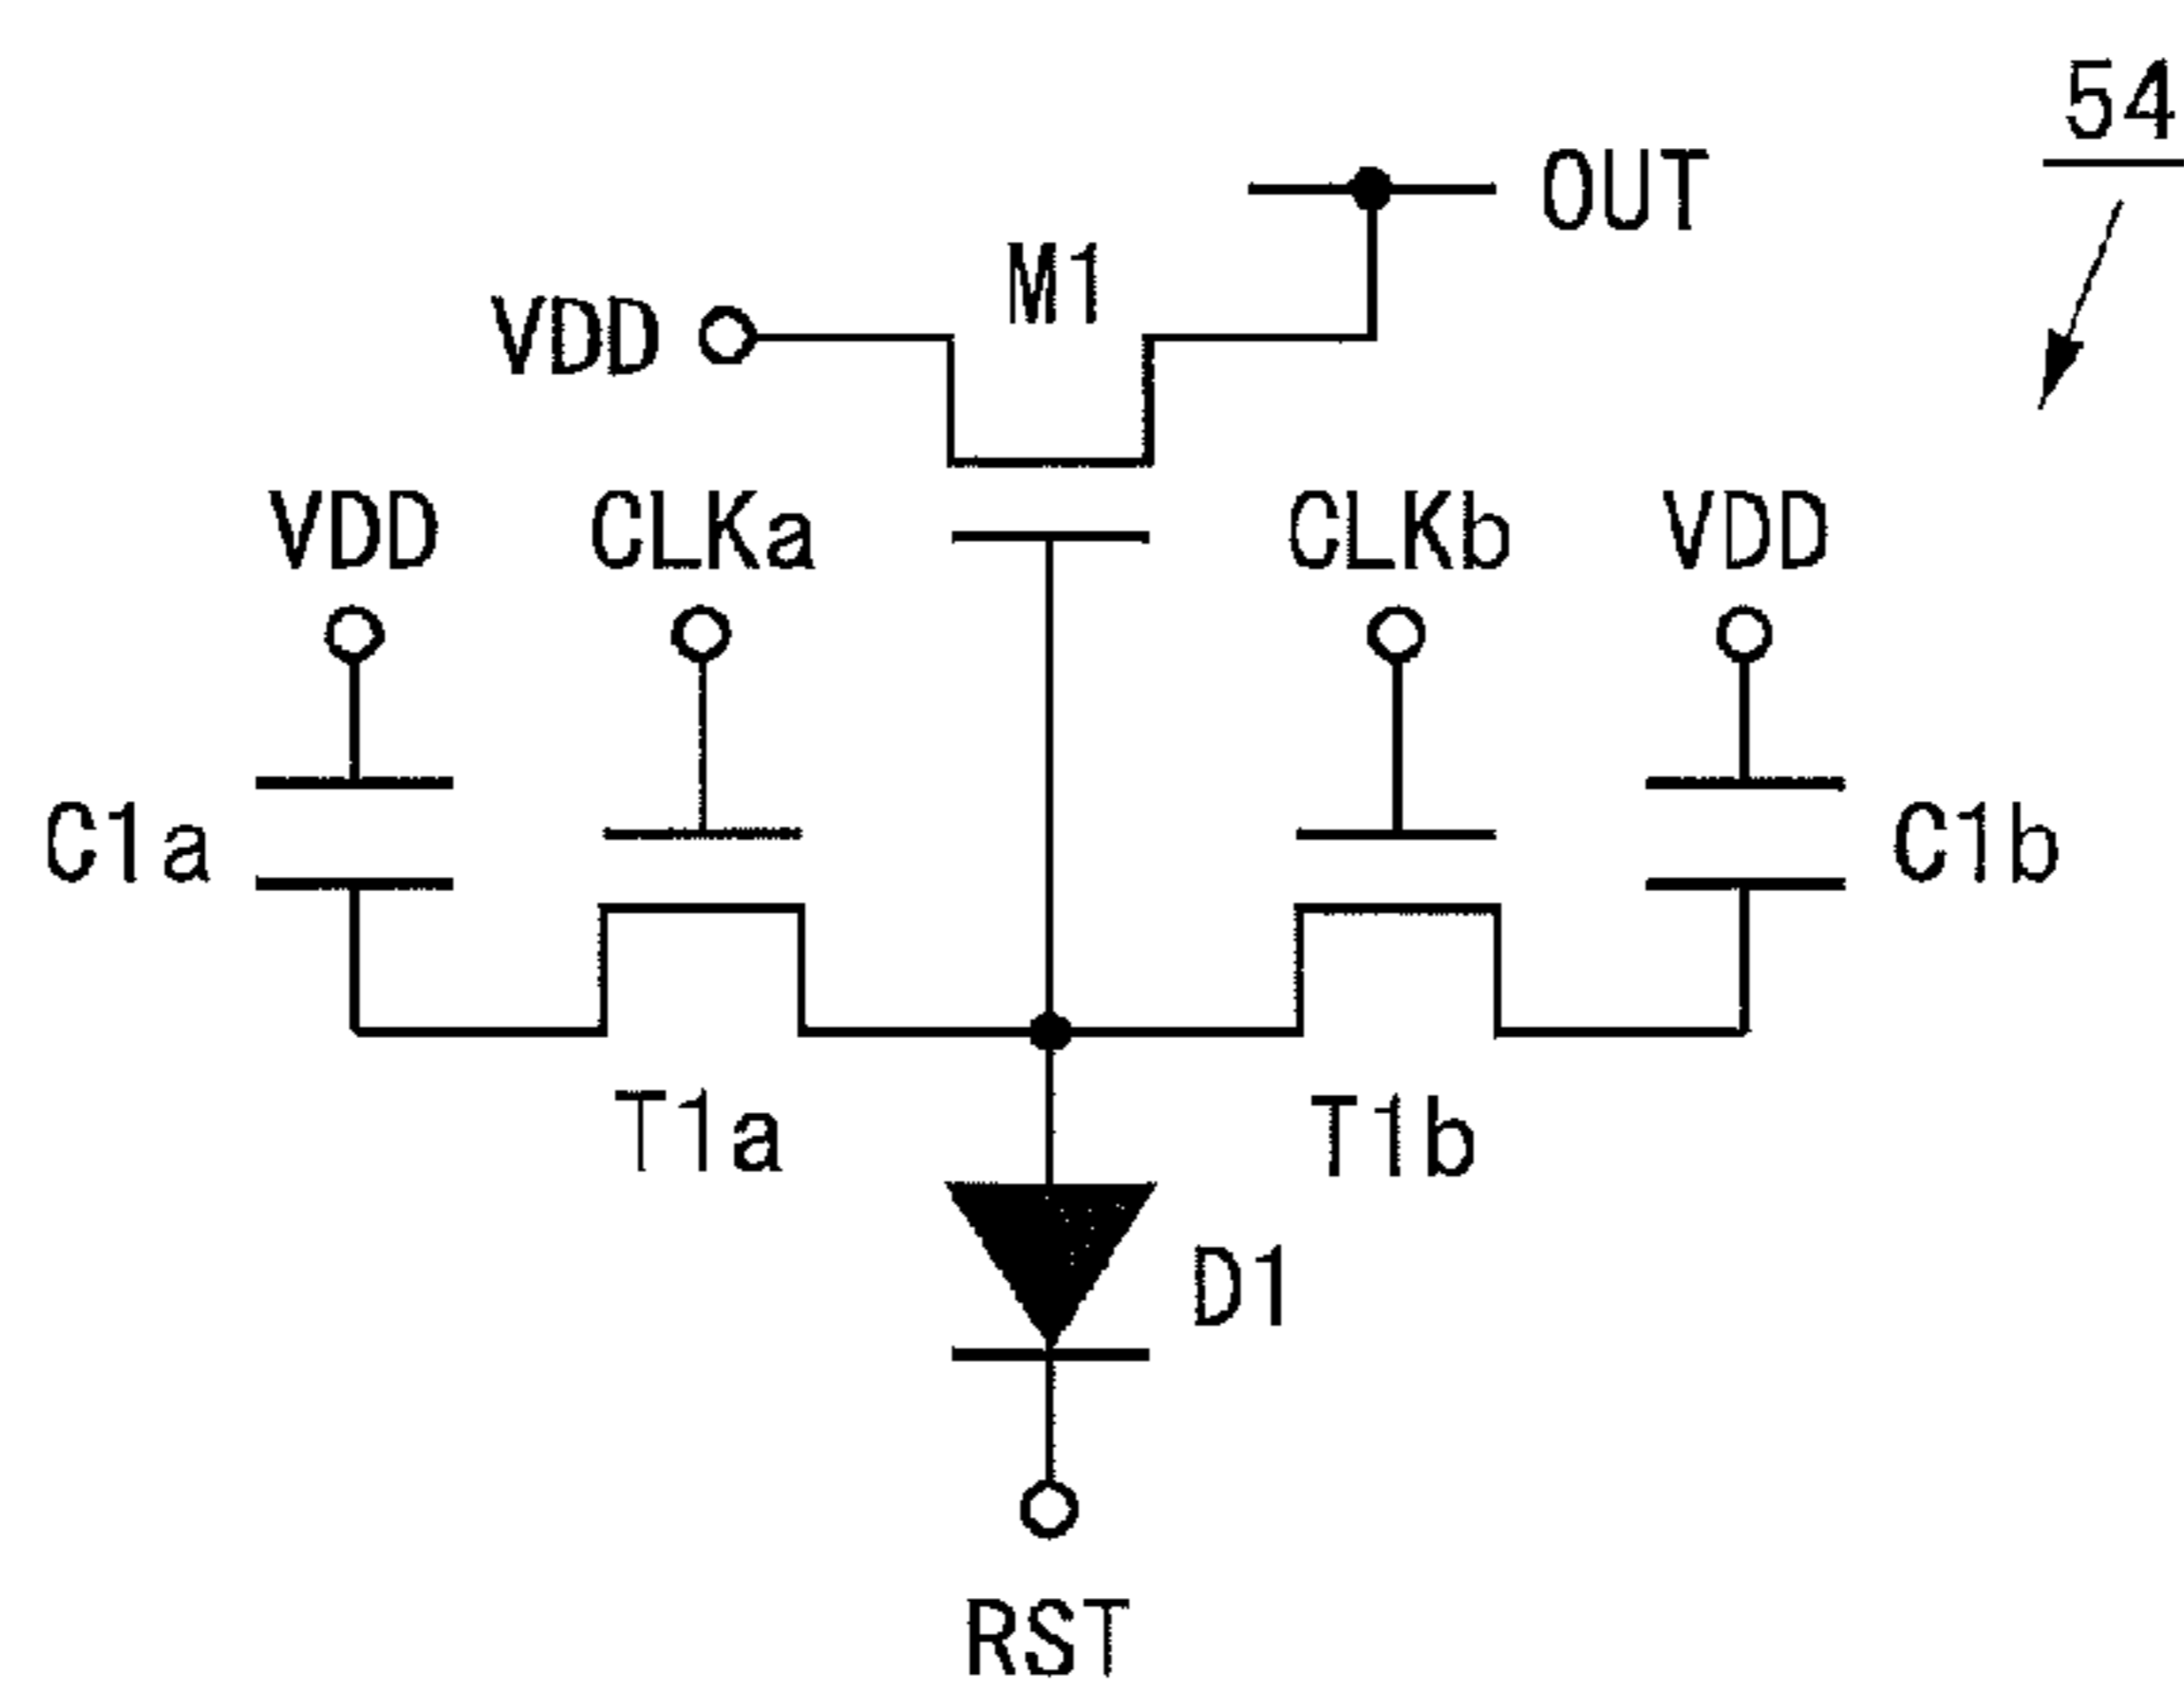 54
OUT
M1
VDD
VDD
CLKa
CLKb
VDD
C1a
C1b
T1a
T1b
D1
RST